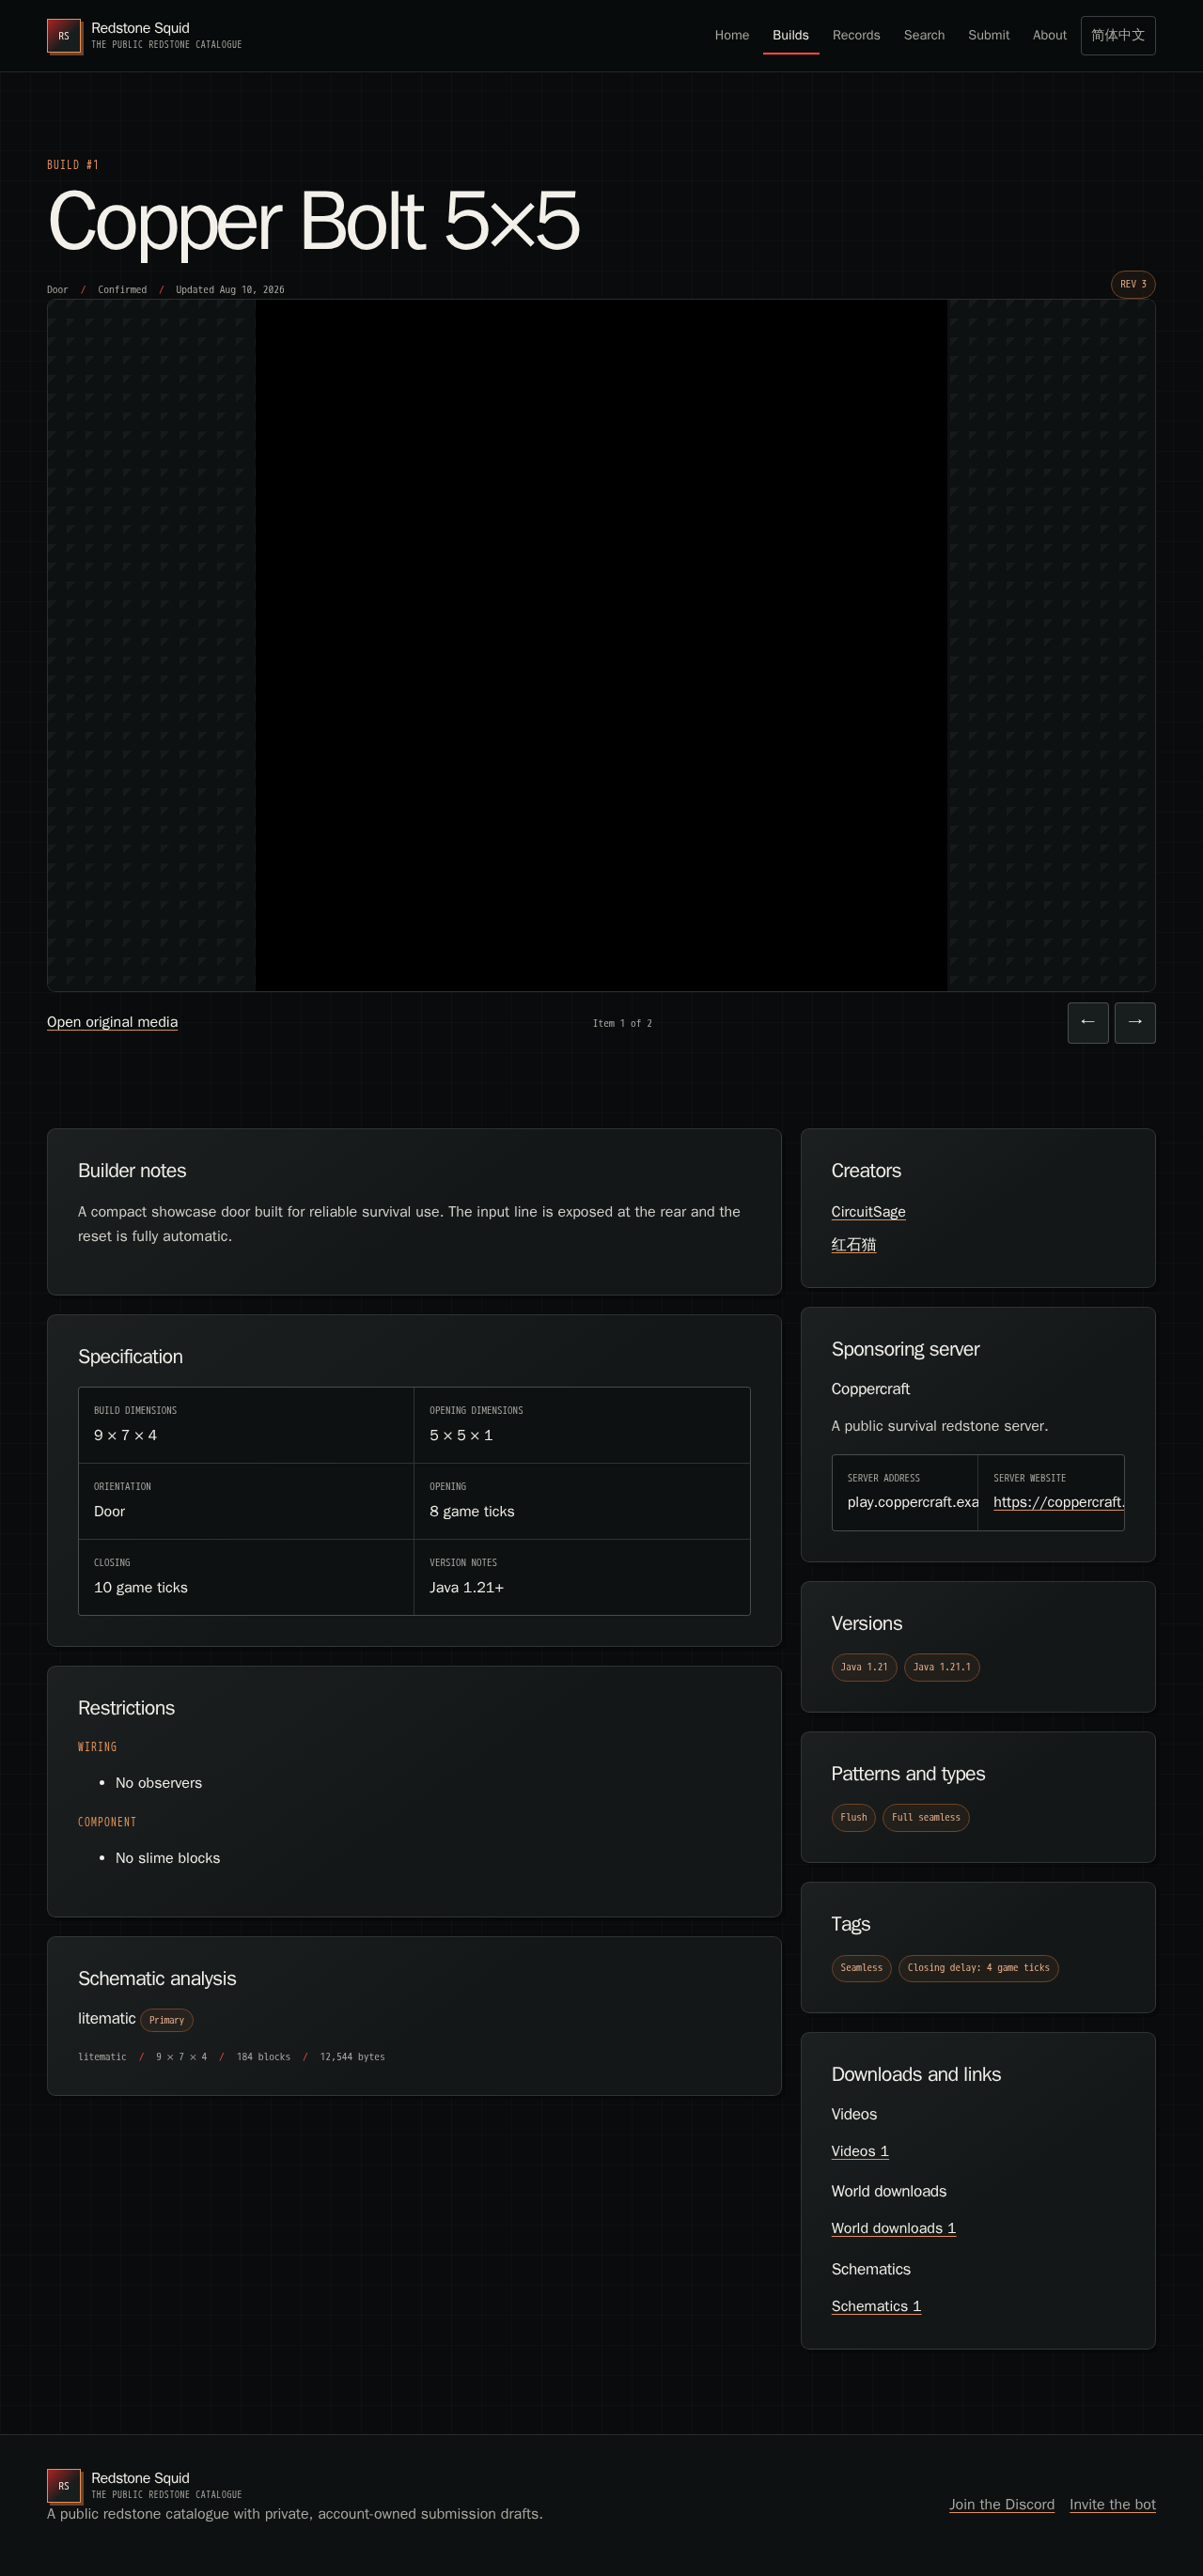 RS
Redstone Squid
THE PUBLIC REDSTONE CATALOGUE
Home Builds Records Search Submit About 简体中文
BUILD #1
Copper Bolt 5×5
Door / Confirmed / Updated Aug 10, 2026
REV 3
Open original media
Item 1 of 2
← →
Builder notes
A compact showcase door built for reliable survival use. The input line is exposed at the rear and the
reset is fully automatic.
Specification
BUILD DIMENSIONS
9 × 7 × 4
OPENING DIMENSIONS
5 × 5 × 1
ORIENTATION
Door
OPENING
8 game ticks
CLOSING
10 game ticks
VERSION NOTES
Java 1.21+
Restrictions
WIRING
• No observers
COMPONENT
• No slime blocks
Schematic analysis
litematic Primary
litematic / 9 × 7 × 4 / 184 blocks / 12,544 bytes
Creators
CircuitSage
红石猫
Sponsoring server
Coppercraft
A public survival redstone server.
SERVER ADDRESS
play.coppercraft.exa
SERVER WEBSITE
https://coppercraft.
Versions
Java 1.21 Java 1.21.1
Patterns and types
Flush Full seamless
Tags
Seamless Closing delay: 4 game ticks
Downloads and links
Videos
Videos 1
World downloads
World downloads 1
Schematics
Schematics 1
RS
Redstone Squid
THE PUBLIC REDSTONE CATALOGUE
A public redstone catalogue with private, account-owned submission drafts.
Join the Discord Invite the bot